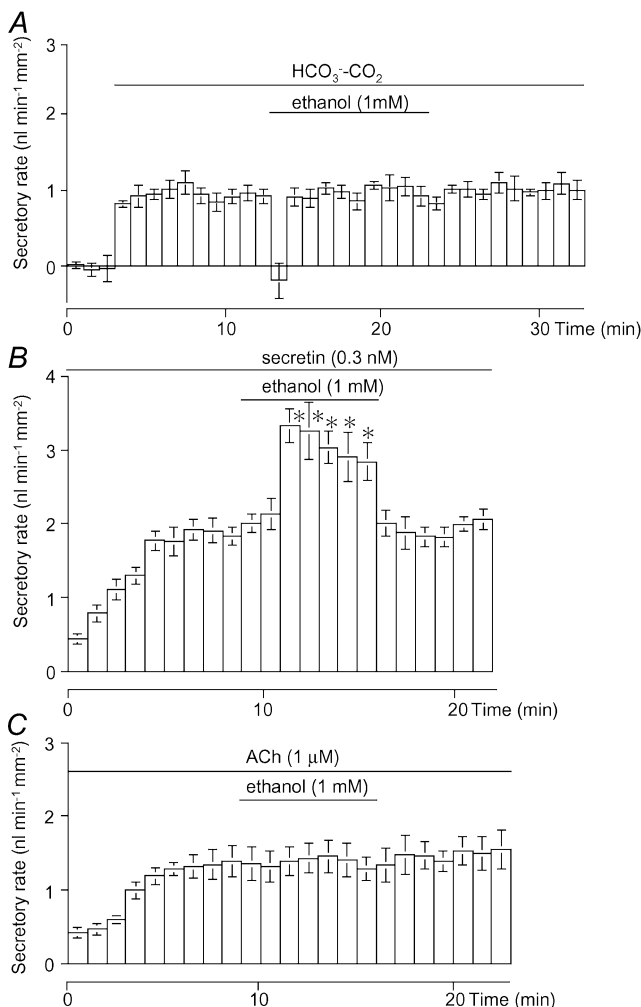 A
3
HCO₃⁻-CO₂
2
ethanol (1mM)
1
0
Secretory rate (nl min⁻¹ mm⁻²)
0 10 20 30 Time (min)
B
secretin (0.3 nM)
4
ethanol (1 mM)
* * * * *
3
2
1
0
Secretory rate (nl min⁻¹ mm⁻²)
0 10 20 Time (min)
C
3
ACh (1 µM)
ethanol (1 mM)
2
1
0
Secretory rate (nl min⁻¹ mm⁻²)
0 10 20 Time (min)